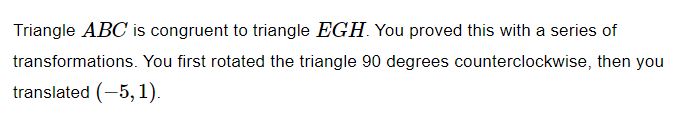 Triangle ABC is congruent to triangle EGH. You proved this with a series of
transformations. You first rotated the triangle 90 degrees counterclockwise, then you
translated (−5, 1).